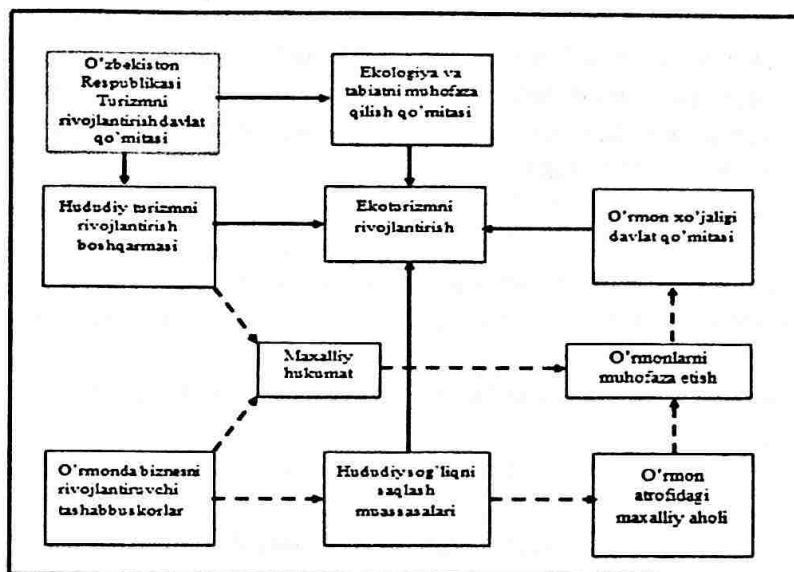 O'zbekiston
Respublikasi
Turizmni
rivojlantirish davlat
qo'mitasi
Ekologiya va
tabiatni muhofaza
qilish qo'mitasi
Hududiy turizmni
rivojlantirish
boshqarmasi
Ekoturizmni
rivojlantirish
O'rmon xo'jaligi
davlat qo'mitasi
Maxalliy
hukumat
O'rmonlarni
muhofaza etish
O'rmonda biznesni
rivojlantiruvchi
tashabbuskorlar
Hududiy sog'liqni
saqlash
muassasalari
O'rmon
atrofidagi
maxalliy aholi